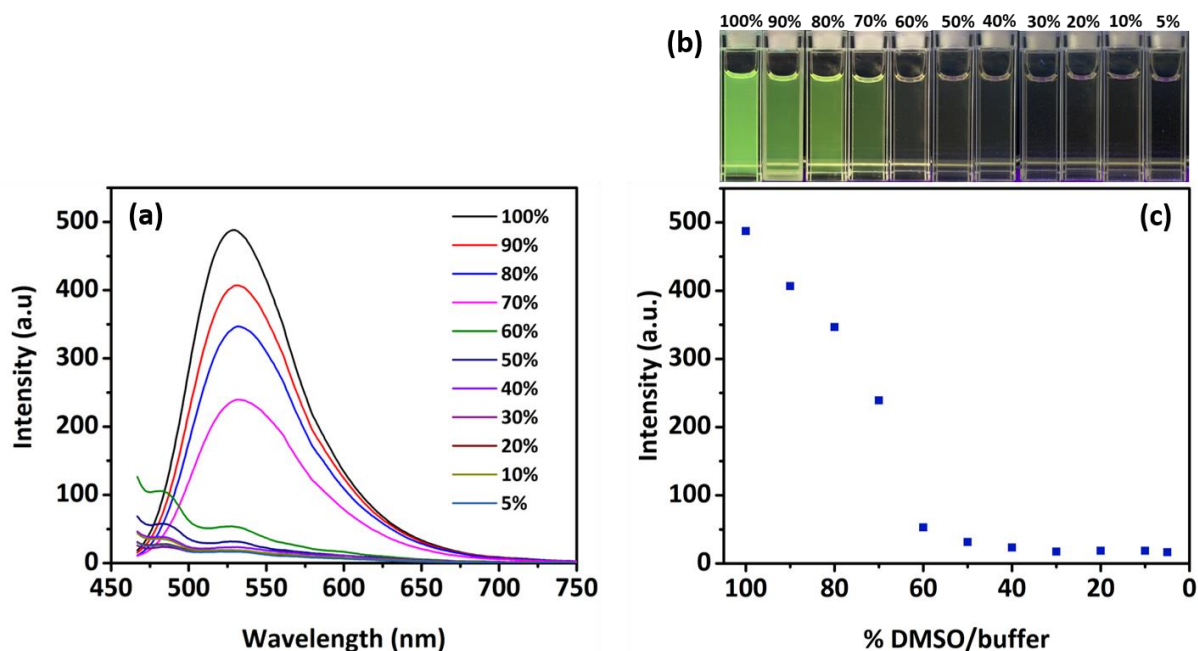 (b)
100% 90% 80% 70% 60% 50% 40% 30% 20% 10% 5%
(a)
500
400
300
200
100
0
450 500 550 600 650 700 750
Intensity (a.u)
Wavelength (nm)
100%
90%
80%
70%
60%
50%
40%
30%
20%
10%
5%
(c)
500
400
300
200
100
0
100 80 60 40 20 0
Intensity (a.u.)
% DMSO/buffer